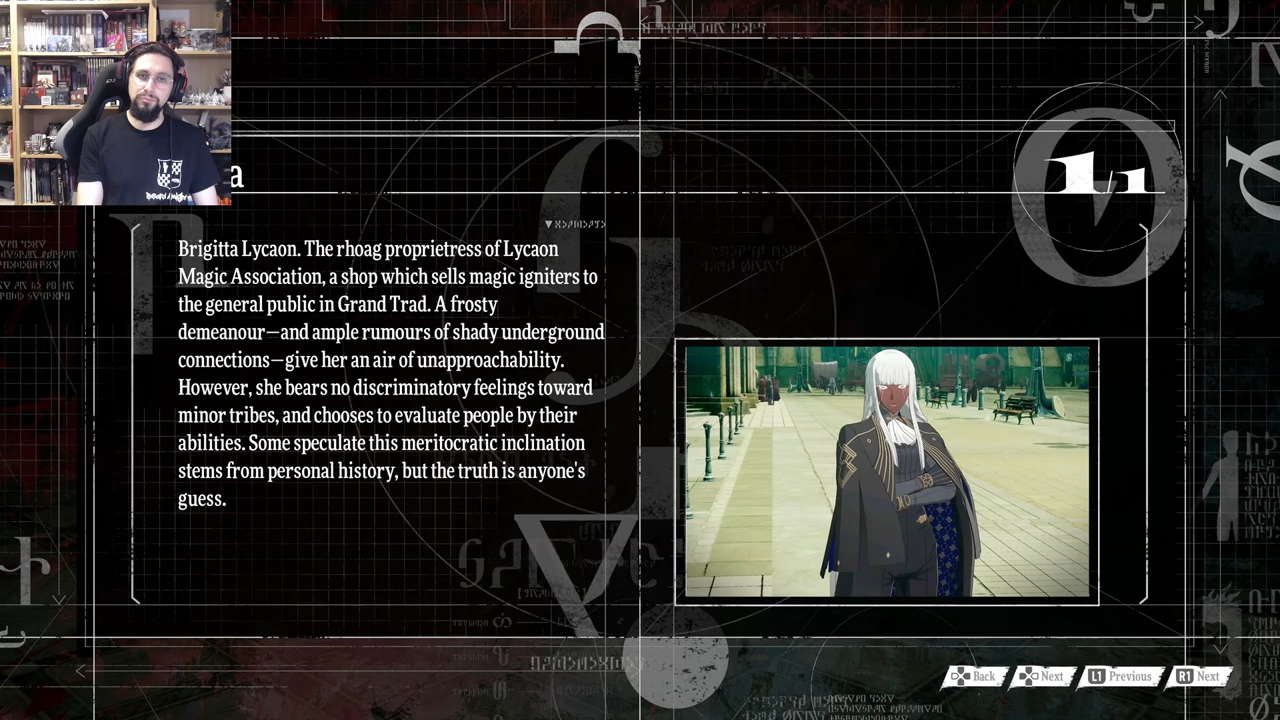 a
1/1
Brigitta Lycaon. The rhoag proprietress of Lycaon
Magic Association, a shop which sells magic igniters to
the general public in Grand Trad. A frosty
demeanour—and ample rumours of shady underground
connections—give her an air of unapproachability.
However, she bears no discriminatory feelings toward
minor tribes, and chooses to evaluate people by their
abilities. Some speculate this meritocratic inclination
stems from personal history, but the truth is anyone's
guess.
Back
Next
L1 Previous
R1 Next